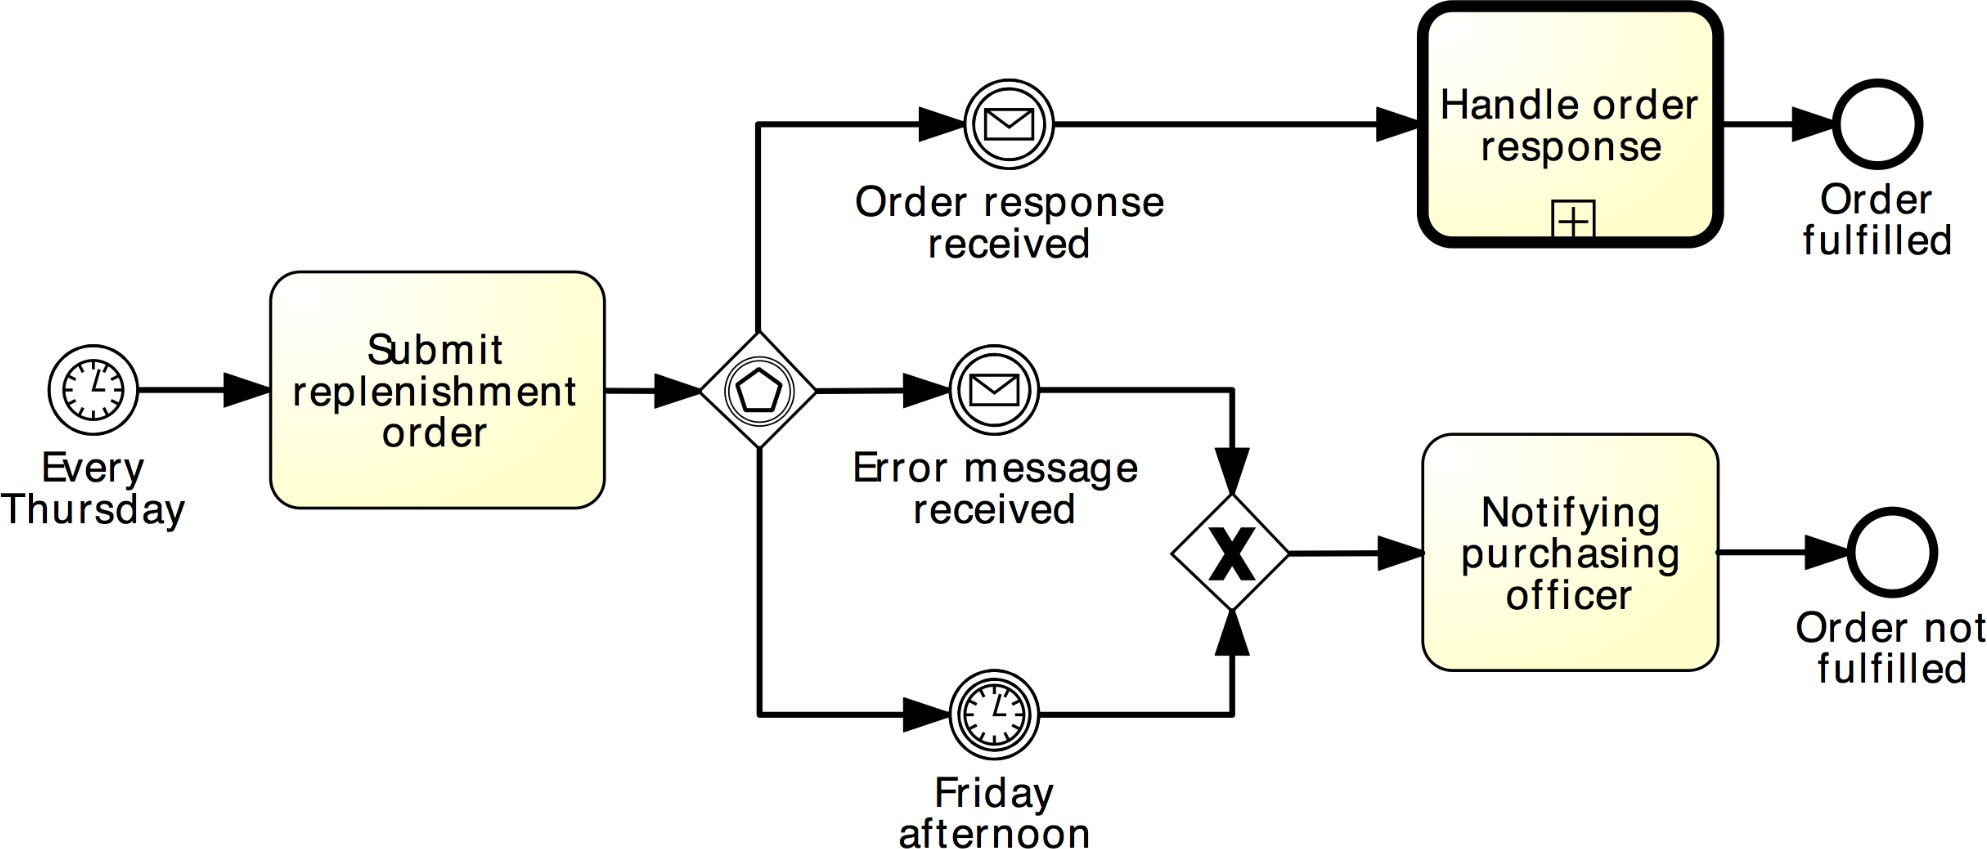 Every
Thursday
Submit
replenishment
order
Order response
received
Handle order
response
Order
fulfilled
Error message
received
Friday
afternoon
X
Notifying
purchasing
officer
Order not
fulfilled